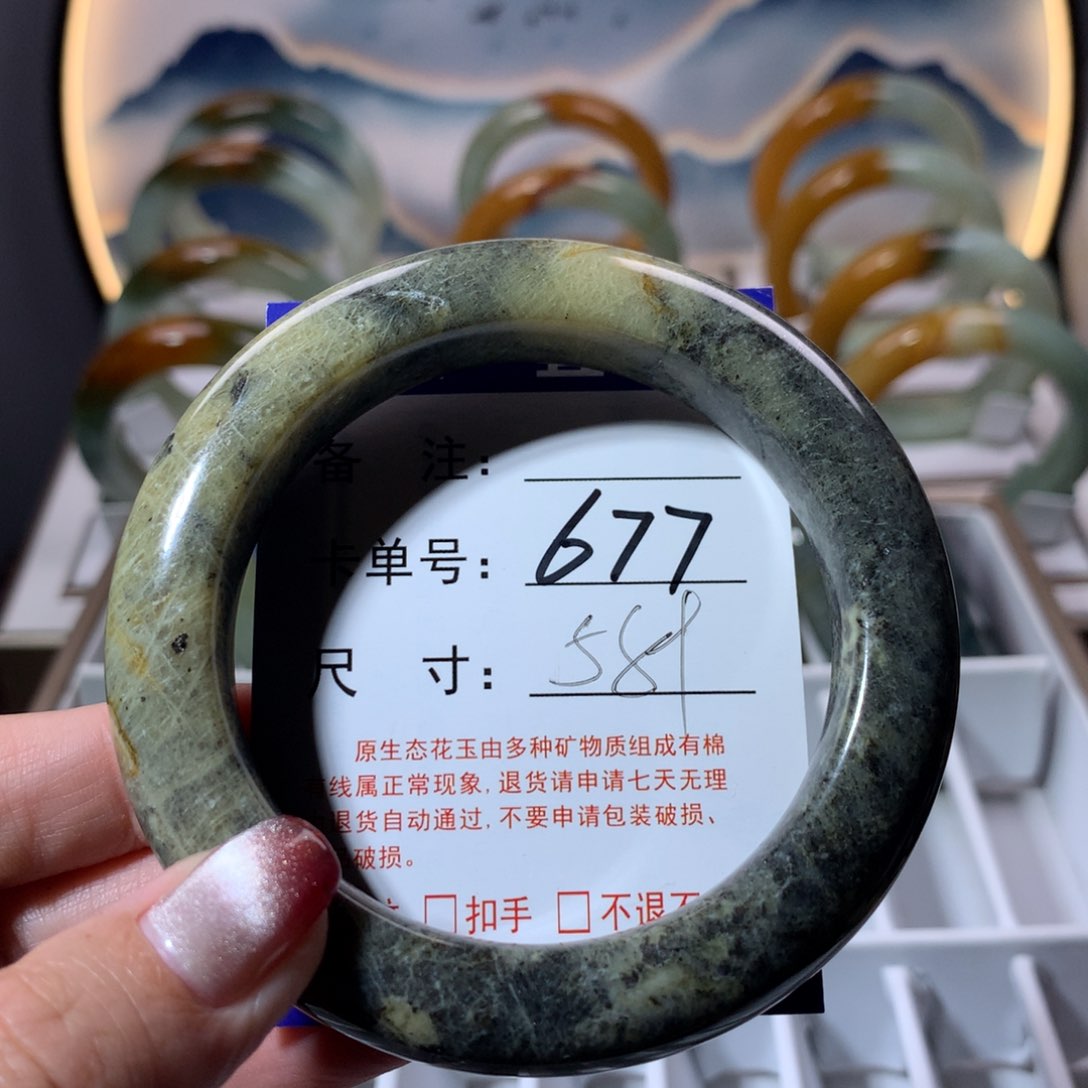 备 注：
卡单号：677
尺 寸：
原生态花玉由多种矿物质组成有棉
有线属正常现象，退货请申请七天无理
退货自动通过，不要申请包装破损、
破损。
□扣手 □不退不